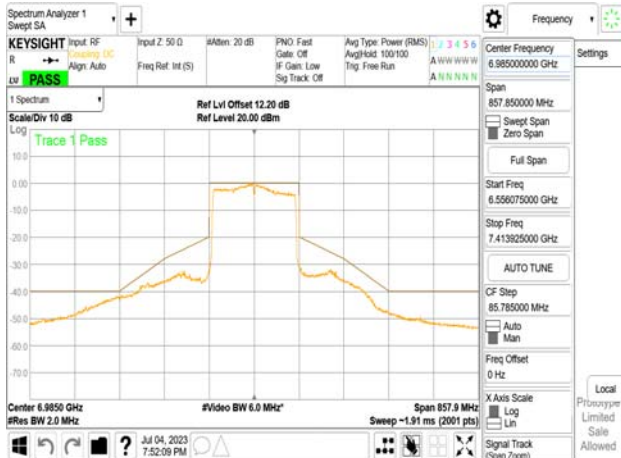 Spectrum Analyzer 1
Swept SA
+
Frequency
KEYSIGHT
Input: RF
Coupling: DC
Align: Auto
Input Z: 50 Ω
Freq Ref: Int (S)
#Atten: 20 dB
PNO: Fast
Gate: Off
IF Gain: Low
Sig Track: Off
Avg Type: Power (RMS)
Avg|Hold: 100/100
Trig: Free Run
1 2 3 4 5 6
A W W W W W
A N N N N N
R
LXI
PASS
Center Frequency
6.985000000 GHz
Settings
Span
857.850000 MHz
Swept Span
Zero Span
Full Span
Start Freq
6.556075000 GHz
Stop Freq
7.413925000 GHz
AUTO TUNE
CF Step
85.785000 MHz
Auto
Man
Freq Offset
0 Hz
X Axis Scale
Log
Lin
Signal Track
(Span Zoom)
Local
Prototype
Limited
Sale
Allowed
1 Spectrum
Scale/Div 10 dB
Ref Lvl Offset 12.20 dB
Ref Level 20.00 dBm
Log
Trace 1 Pass
10.0
0.00
-10.0
-20.0
-30.0
-40.0
-50.0
-60.0
-70.0
Center 6.9850 GHz
#Res BW 2.0 MHz
#Video BW 6.0 MHz*
Span 857.9 MHz
Sweep ~1.91 ms (2001 pts)
?
Jul 04, 2023
7:52:09 PM